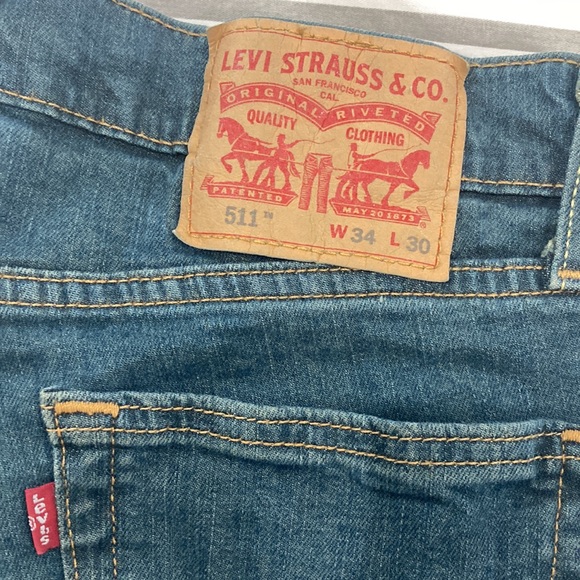 LEVI STRAUSS & CO.
SAN FRANCISCO
CAL.
ORIGINAL RIVETED
QUALITY CLOTHING
PATENTED MAY 20 1873 ®
511™ W 34 L 30
LEVI'S ®